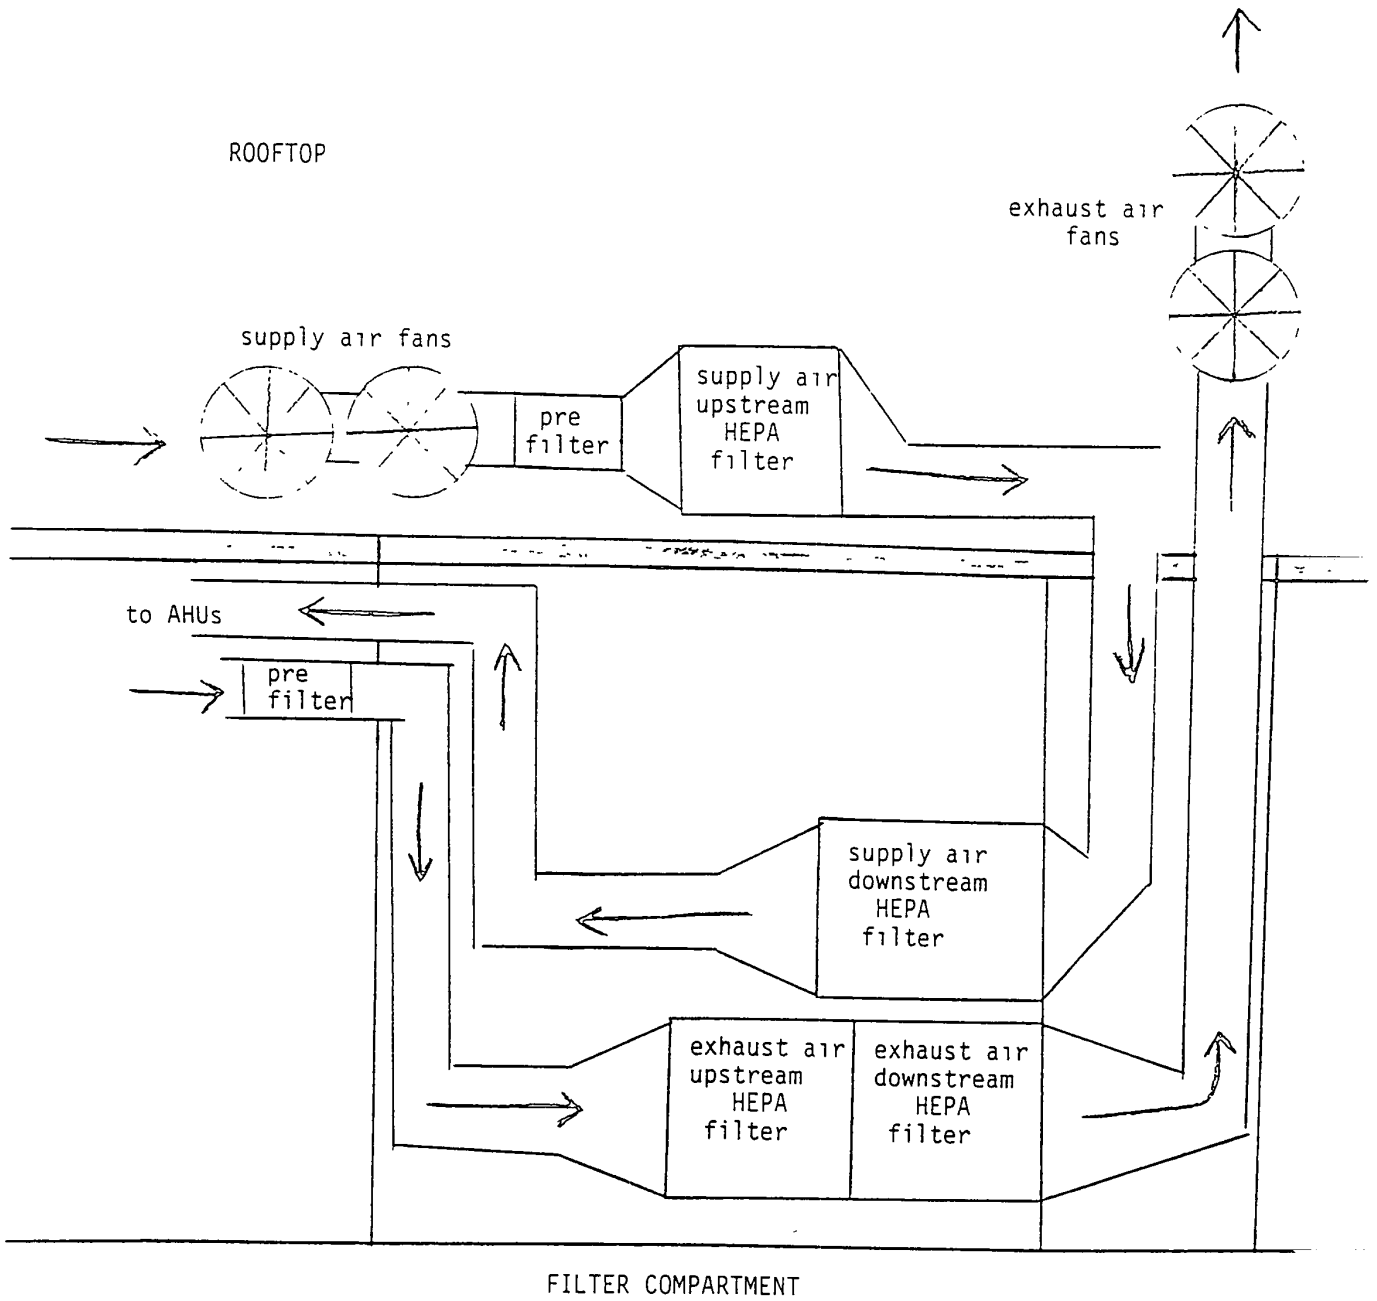 ROOFTOP
exhaust air
fans
supply air fans
supply air
upstream
HEPA
filter
pre
filter
to AHUs
pre
filter
supply air
downstream
HEPA
filter
exhaust air
upstream
HEPA
filter
exhaust air
downstream
HEPA
filter
FILTER COMPARTMENT